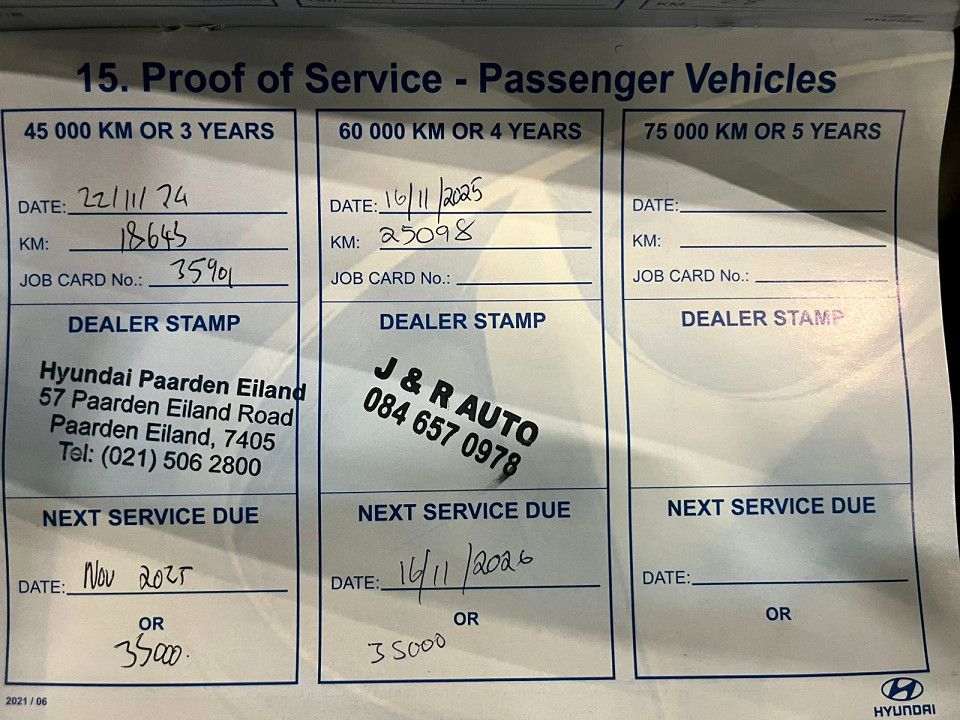 15. Proof of Service - Passenger Vehicles
45 000 KM OR 3 YEARS
DATE: 22/11/24
KM: 18645
JOB CARD No.: 35901
DEALER STAMP
Hyundai Paarden Eiland
57 Paarden Eiland Road
Paarden Eiland, 7405
Tel: (021) 506 2800
NEXT SERVICE DUE
DATE: Nov 2025
OR
35000.
60 000 KM OR 4 YEARS
DATE: 16/11/2025
KM: 25098
JOB CARD No.:
DEALER STAMP
J & R AUTO
084 657 0978
NEXT SERVICE DUE
DATE: 16/11/2026
OR
35000
75 000 KM OR 5 YEARS
DATE:
KM:
JOB CARD No.:
DEALER STAMP
NEXT SERVICE DUE
DATE:
OR
2021 / 06
HYUNDAI